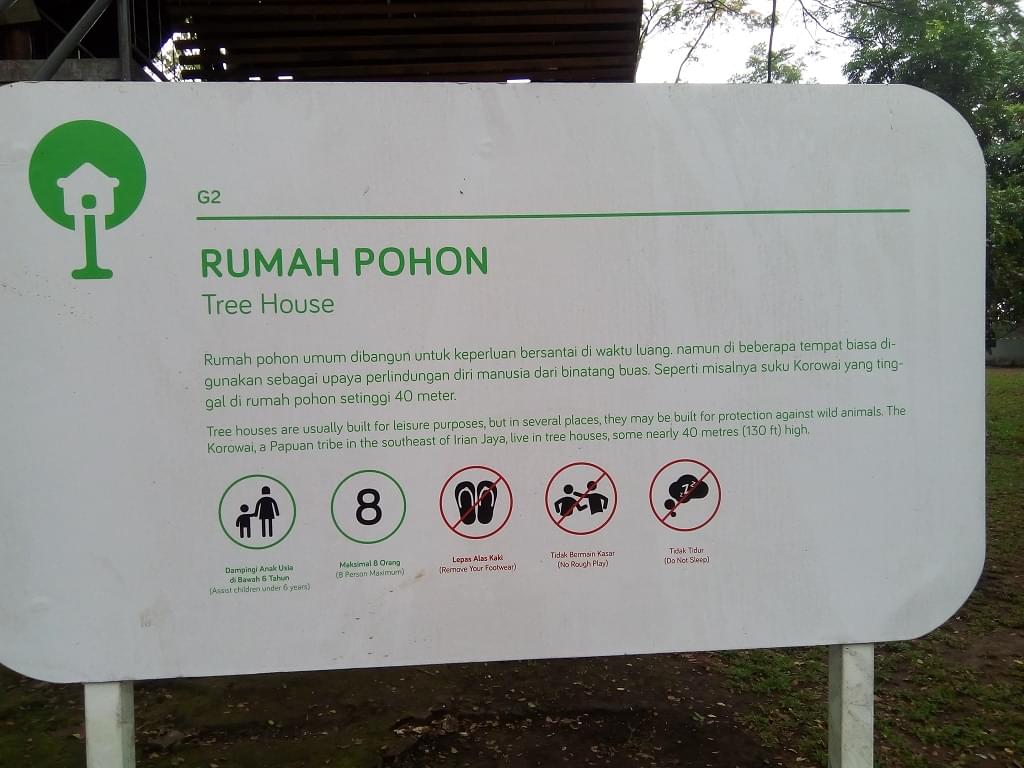 G2
RUMAH POHON
Tree House
Rumah pohon umum dibangun untuk keperluan bersantai di waktu luang. namun di beberapa tempat biasa di-
gunakan sebagai upaya perlindungan diri manusia dari binatang buas. Seperti misalnya suku Korowai yang ting-
gal di rumah pohon setinggi 40 meter.
Tree houses are usually built for leisure purposes, but in several places, they may be built for protection against wild animals. The
Korowai, a Papuan tribe in the southeast of Irian Jaya, live in tree houses, some nearly 40 metres (130 ft) high.
8
zZZ
Dampingi Anak Usia
di Bawah 6 Tahun
(Assist children under 6 years)
Maksimal 8 Orang
(8 Person Maximum)
Lepas Alas Kaki
(Remove Your Footwear)
Tidak Bermain Kasar
(No Rough Play)
Tidak Tidur
(Do Not Sleep)